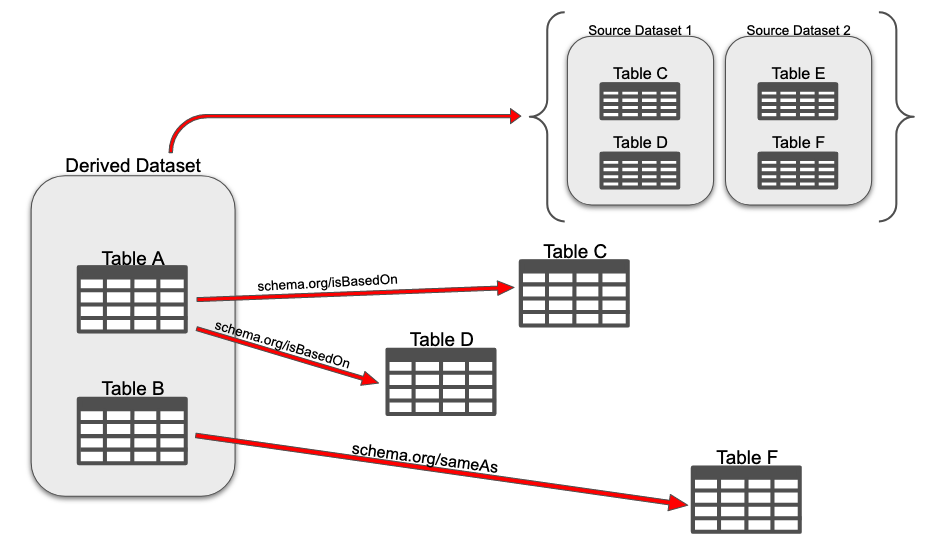 Source Dataset 1
Source Dataset 2
Table C
Table E
Table D
Table F
Derived Dataset
Table A
schema.org/isBasedOn
Table C
schema.org/isBasedOn
Table D
Table B
schema.org/sameAs
Table F